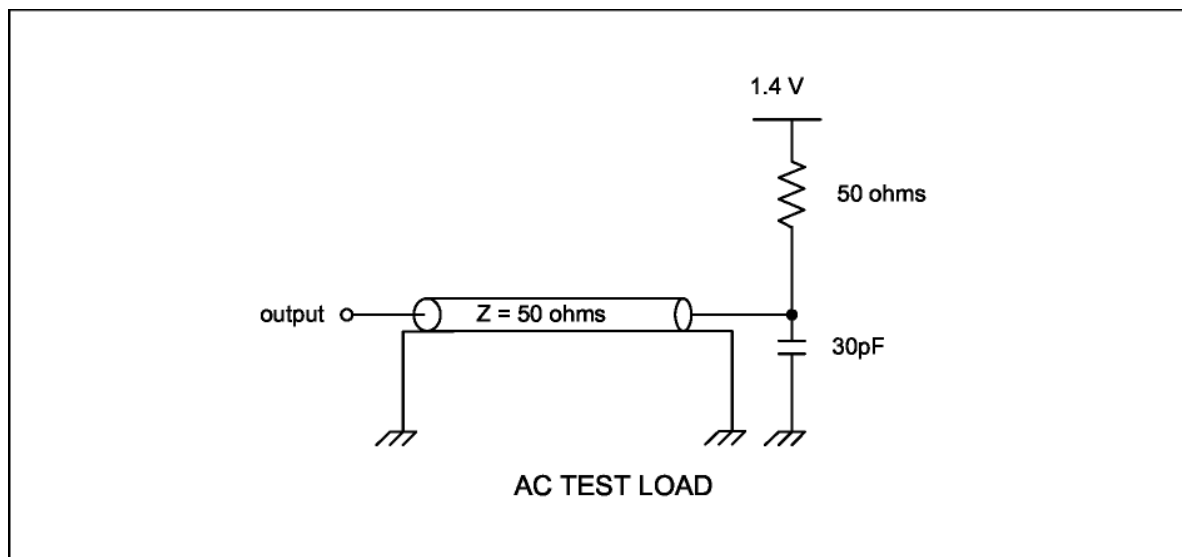 1.4 V
50 ohms
output
Z = 50 ohms
30pF
AC TEST LOAD